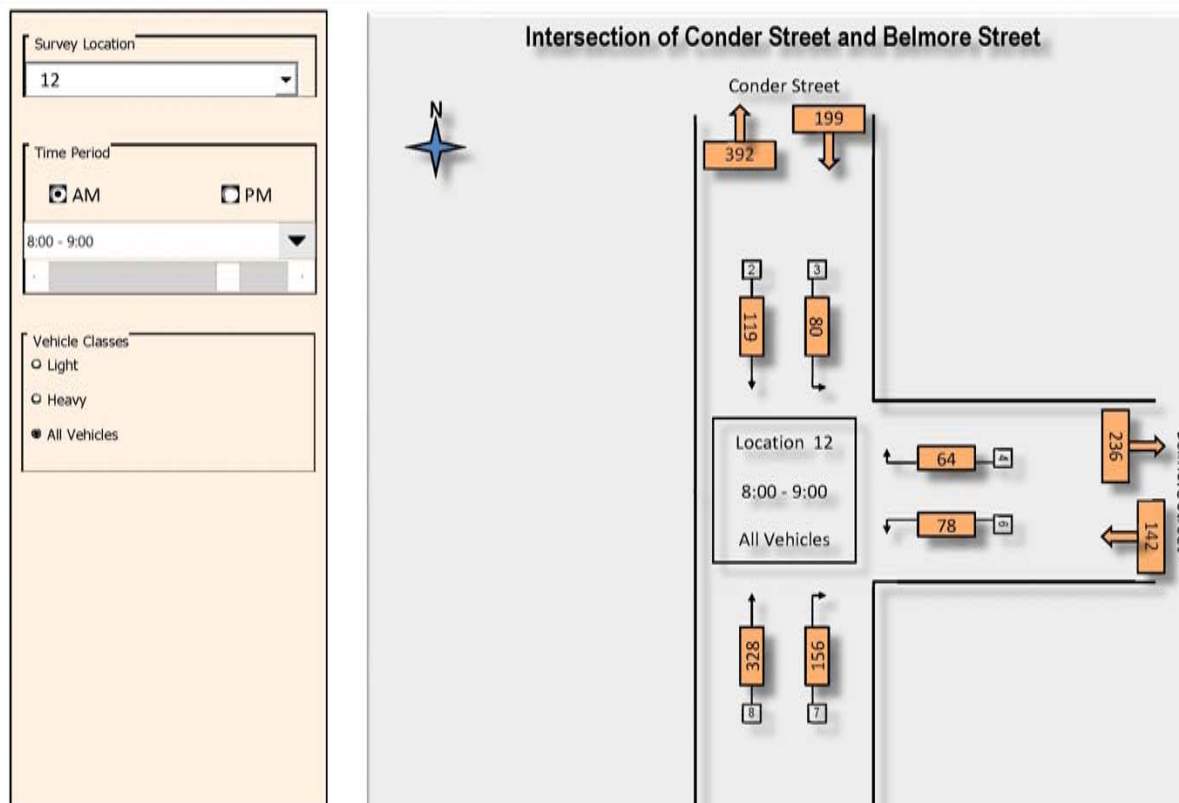 Survey Location
12
Time Period
AM
PM
8:00 - 9:00
Vehicle Classes
Light
Heavy
All Vehicles
Intersection of Conder Street and Belmore Street
Conder Street
N
392
199
2
3
119
80
Location 12
8:00 - 9:00
All Vehicles
64
4
78
6
236
142
328
156
8
7